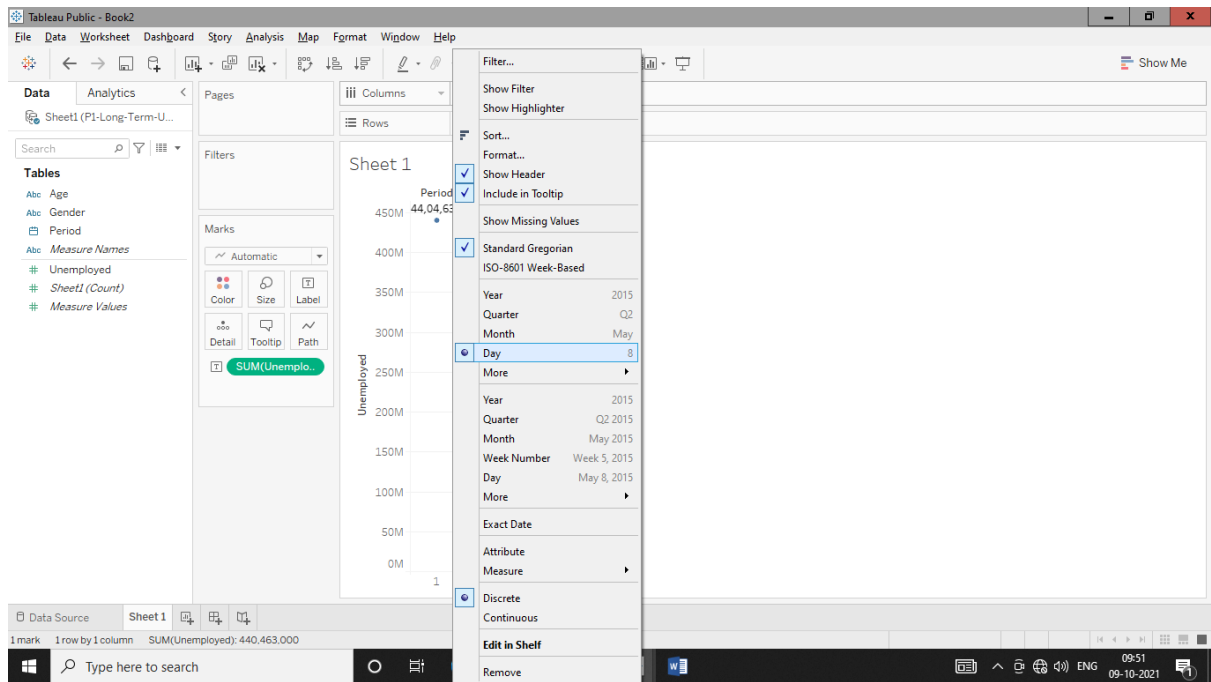 Tableau Public - Book2
File Data Worksheet Dashboard Story Analysis Map Format Window Help
Show Me
Data Analytics
Sheet1 (P1-Long-Term-U...
Search
Tables
Abc Age
Abc Gender
Period
Abc Measure Names
# Unemployed
# Sheet1 (Count)
# Measure Values
Pages
Filters
Marks
Automatic
Color Size Label
Detail Tooltip Path
SUM(Unemplo..
Columns
Rows
Sheet 1
Period
44,04,63
450M
400M
350M
300M
250M
200M
150M
100M
50M
0M
Unemployed
1
Filter...
Show Filter
Show Highlighter
Sort...
Format...
Show Header
Include in Tooltip
Show Missing Values
Standard Gregorian
ISO-8601 Week-Based
Year 2015
Quarter Q2
Month May
Day 8
More
Year 2015
Quarter Q2 2015
Month May 2015
Week Number Week 5, 2015
Day May 8, 2015
More
Exact Date
Attribute
Measure
Discrete
Continuous
Edit in Shelf
Remove
Data Source Sheet 1
1 mark 1 row by 1 column SUM(Unemployed): 440,463,000
Type here to search
ENG
09:51
09-10-2021
1